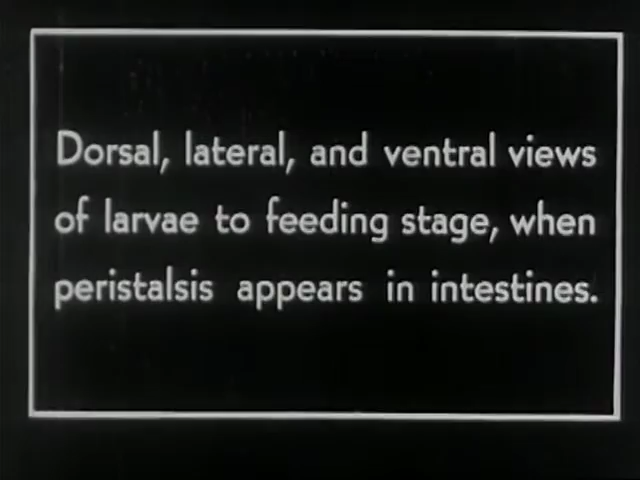 Dorsal, lateral, and ventral views
of larvae to feeding stage, when
peristalsis appears in intestines.